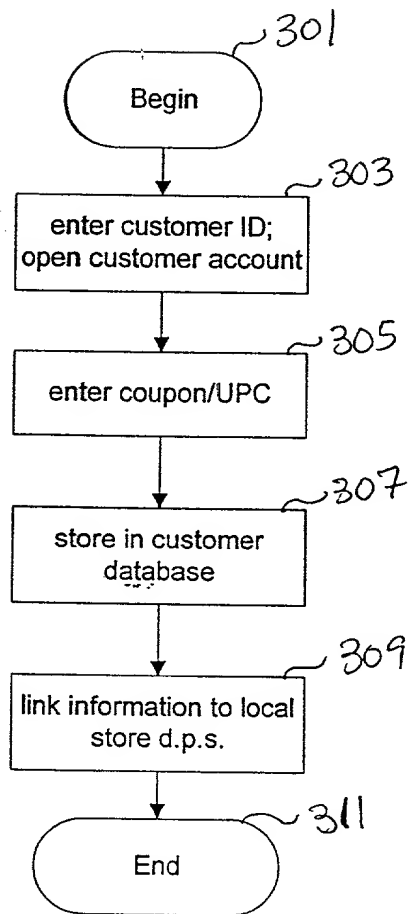 301
Begin
303
enter customer ID;
open customer account
305
enter coupon/UPC
307
store in customer
database
309
link information to local
store d.p.s.
311
End